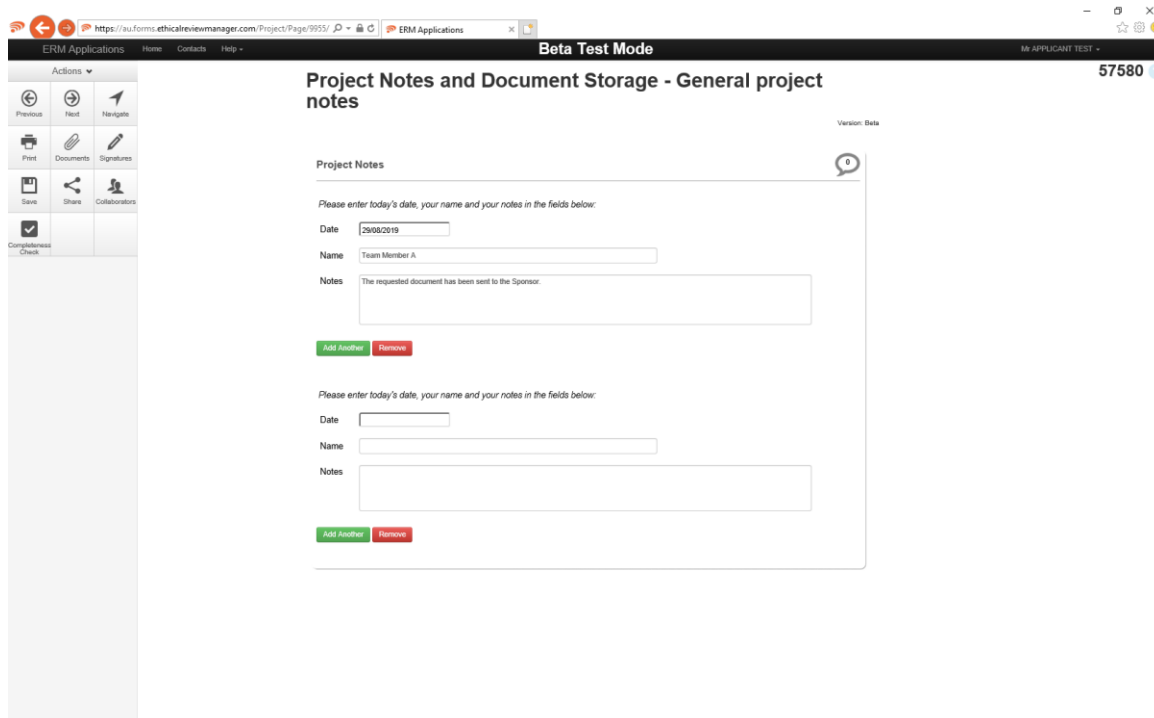 https://au.forms.ethicalreviewmanager.com/Project/Page/9955/
ERM Applications
ERM Applications Home Contacts Help
Beta Test Mode
Mr APPLICANT TEST
Actions
Previous Next Navigate
Print Documents Signatures
Save Share Collaborators
Completeness
Check
57580
Project Notes and Document Storage - General project
notes
Version: Beta
Project Notes
0
Please enter today's date, your name and your notes in the fields below:
Date 29/08/2019
Name Team Member A
Notes The requested document has been sent to the Sponsor.
Add Another Remove
Please enter today's date, your name and your notes in the fields below:
Date
Name
Notes
Add Another Remove